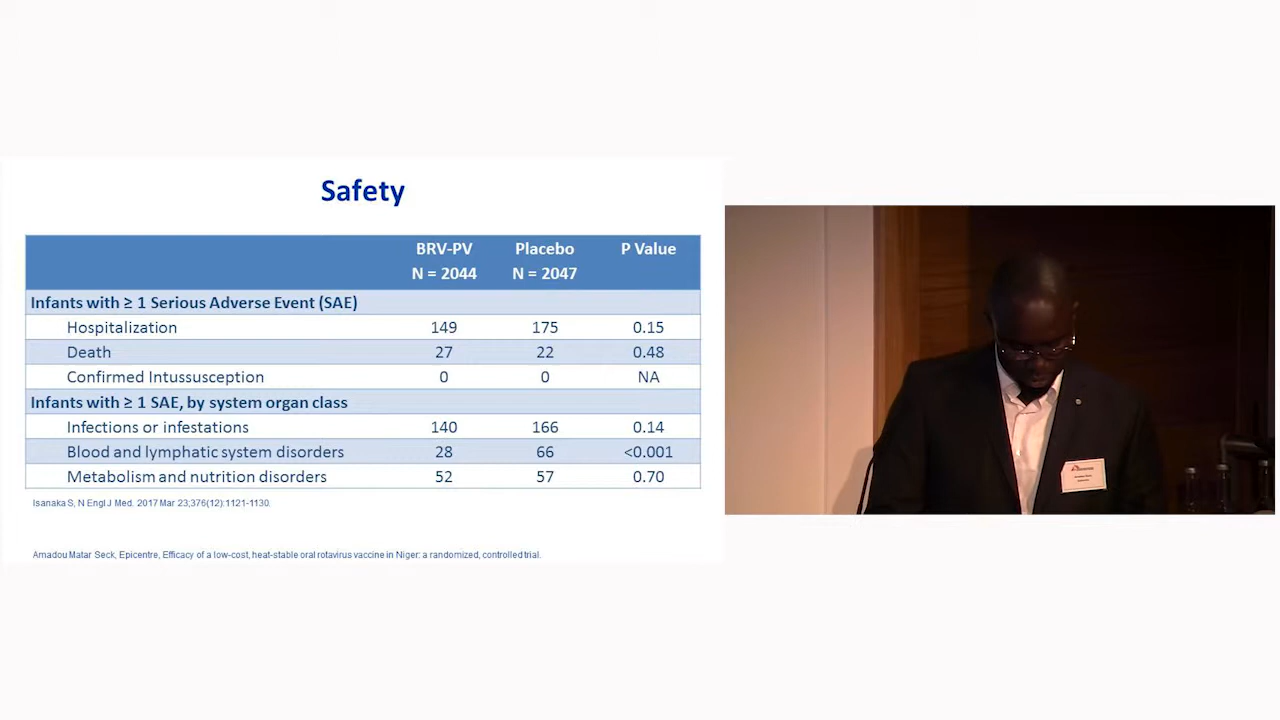 Safety
BRV-PV Placebo P Value
N = 2044 N = 2047
Infants with ≥ 1 Serious Adverse Event (SAE)
Hospitalization 149 175 0.15
Death 27 22 0.48
Confirmed Intussusception 0 0 NA
Infants with ≥ 1 SAE, by system organ class
Infections or infestations 140 166 0.14
Blood and lymphatic system disorders 28 66 <0.001
Metabolism and nutrition disorders 52 57 0.70
Isanaka S, N Engl J Med. 2017 Mar 23;376(12):1121-1130.
Amadou Matar Seck, Epicentre, Efficacy of a low-cost, heat-stable oral rotavirus vaccine in Niger: a randomized, controlled trial.